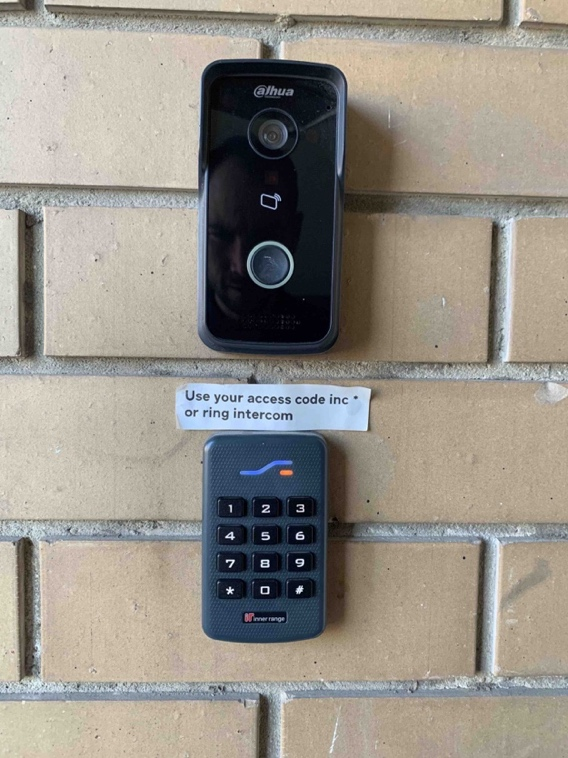 alhua
Use your access code inc *
or ring intercom
1 2 3
4 5 6
7 8 9
* 0 #
inner range